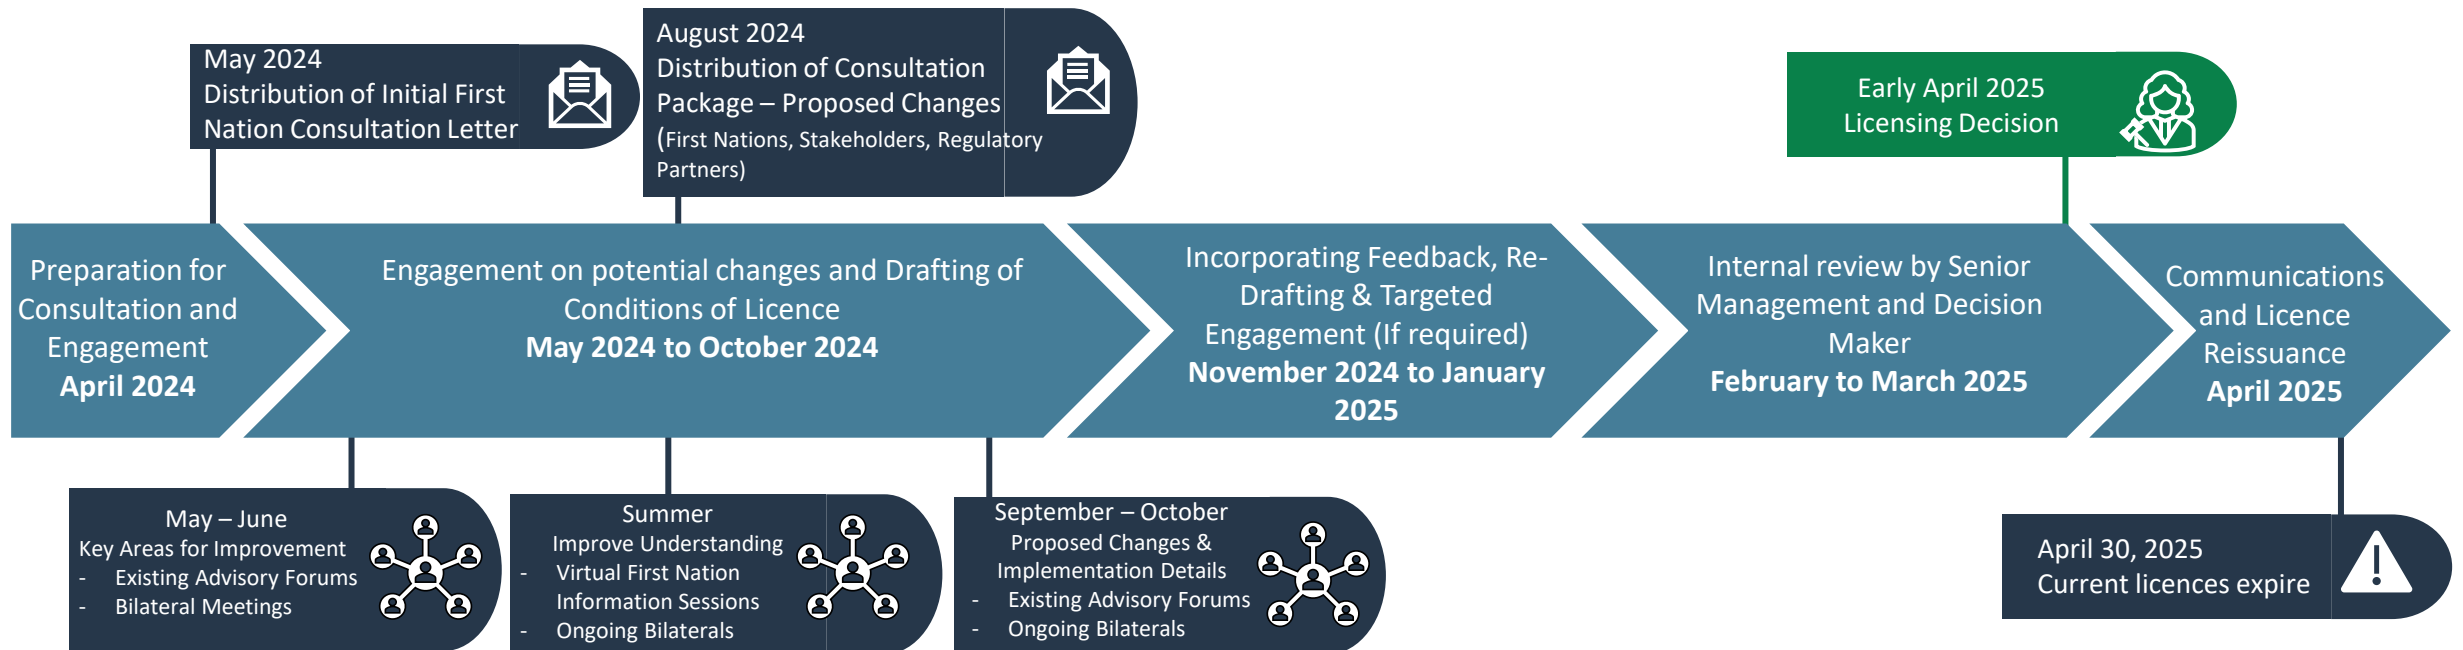 May 2024
Distribution of Initial First
Nation Consultation Letter
August 2024
Distribution of Consultation
Package – Proposed Changes
(First Nations, Stakeholders, Regulatory
Partners)
Early April 2025
Licensing Decision
Preparation for
Consultation and
Engagement
April 2024
Engagement on potential changes and Drafting of
Conditions of Licence
May 2024 to October 2024
Incorporating Feedback, Re-
Drafting & Targeted
Engagement (If required)
November 2024 to January
2025
Internal review by Senior
Management and Decision
Maker
February to March 2025
Communications
and Licence
Reissuance
April 2025
May – June
Key Areas for Improvement
- Existing Advisory Forums
- Bilateral Meetings
Summer
Improve Understanding
- Virtual First Nation
Information Sessions
- Ongoing Bilaterals
September – October
Proposed Changes &
Implementation Details
- Existing Advisory Forums
- Ongoing Bilaterals
April 30, 2025
Current licences expire